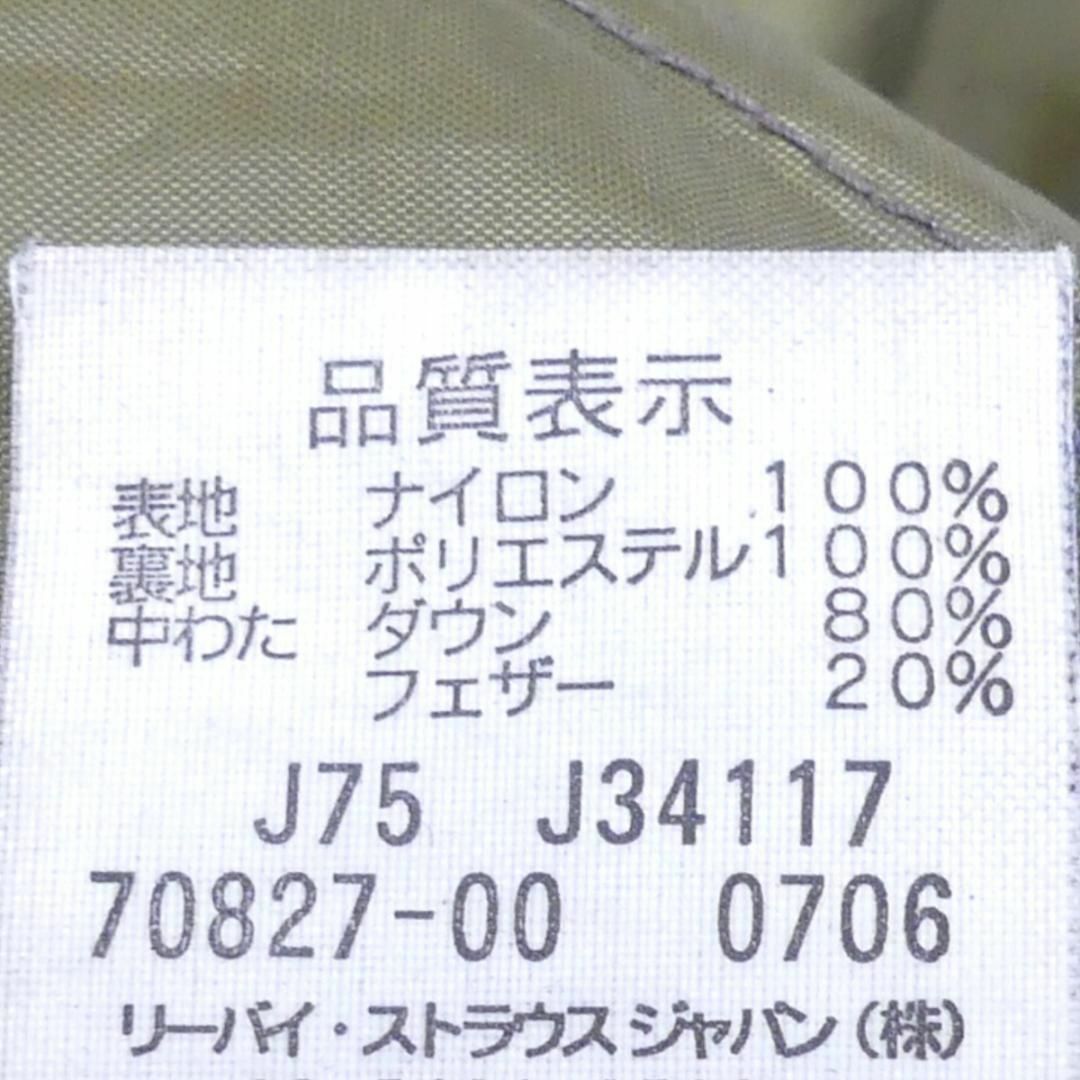 品質表示
表地 ナイロン 100%
裏地 ポリエステル100%
中わた ダウン 80%
フェザー 20%
J75 J34117
70827-00 0706
リーバイ・ストラウス ジャパン(株)